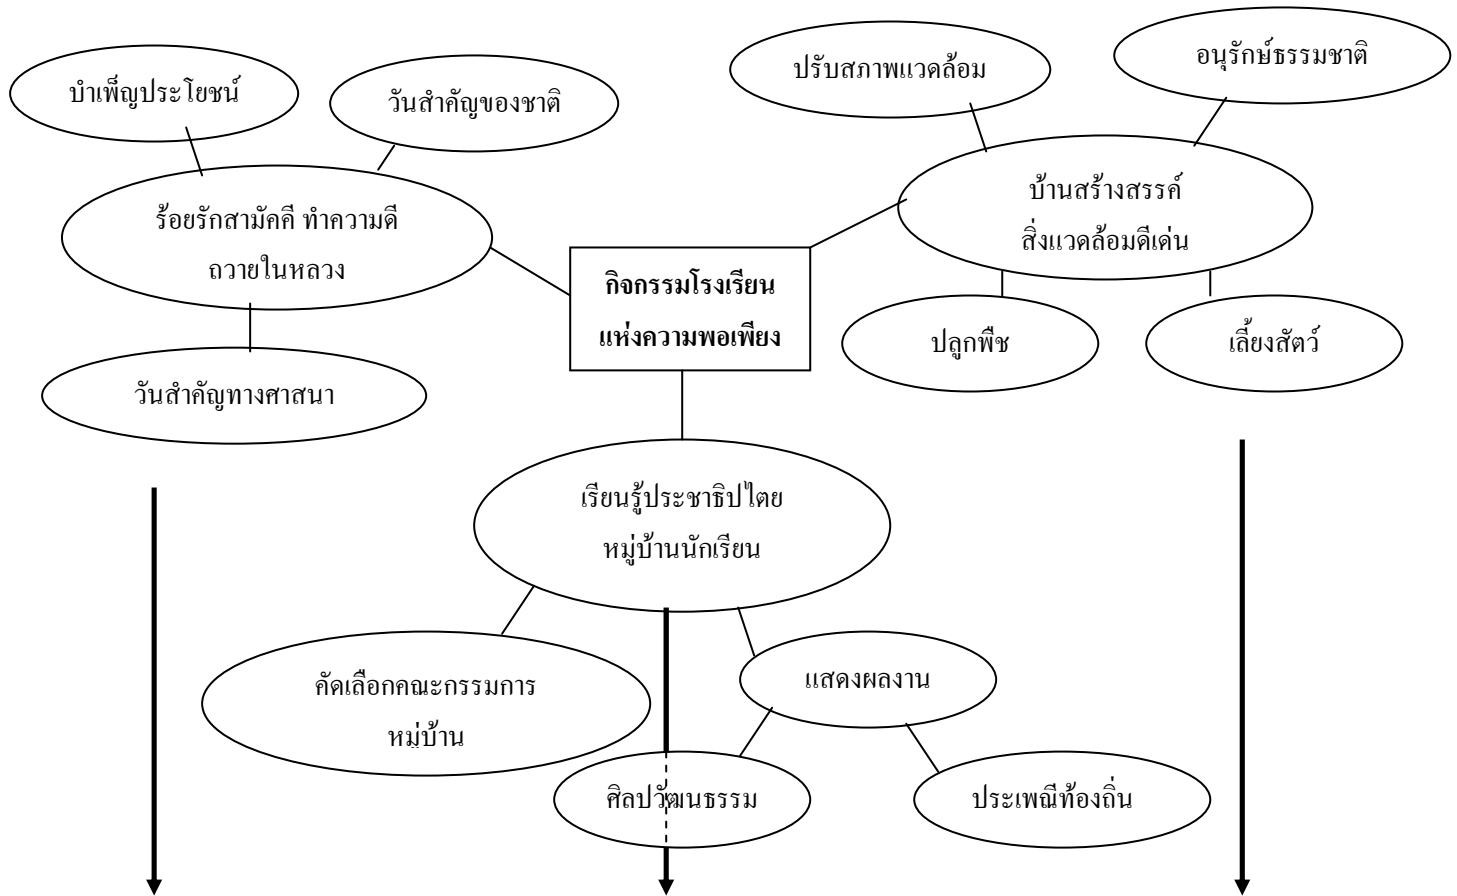 บำเพ็ญประโยชน์
วันสำคัญของชาติ
ปรับสภาพแวดล้อม
อนุรักษ์ธรรมชาติ
ร้อยรักสามัคคี ทำความดี
ถวายในหลวง
บ้านสร้างสรรค์
สิ่งแวดล้อมดีเด่น
กิจกรรมโรงเรียน
แห่งความพอเพียง
ปลูกพืช
เลี้ยงสัตว์
วันสำคัญทางศาสนา
เรียนรู้ประชาธิปไตย
หมู่บ้านนักเรียน
คัดเลือกคณะกรรมการ
หมู่บ้าน
แสดงผลงาน
ศิลปวัฒนธรรม
ประเพณีท้องถิ่น